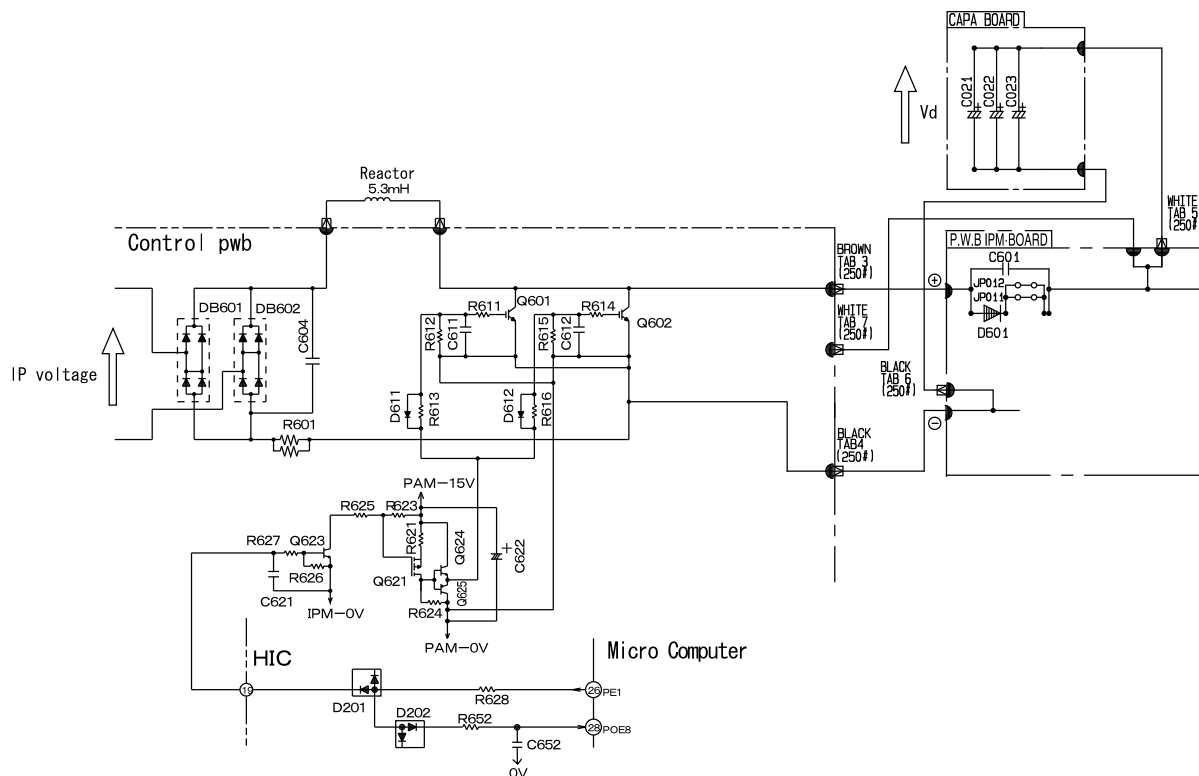 CAPA BOARD
C021
C022
C023
Vd
Reactor
5.3mH
WHITE
TAB 5
(250#)
Control pwb
BROWN
TAB 3
(250#)
P.W.B IPM·BOARD
C601
JP012
JP011
D601
+
DB601
DB602
C604
R611
Q601
R614
Q602
R612
C611
R615
C612
WHITE
TAB 7
(250#)
IP voltage
BLACK
TAB 6
(250#)
D611
R613
D612
R616
R601
−
BLACK
TAB4
(250#)
PAM−15V
R625
R623
R621
Q624
C622
R627
Q623
R626
Q621
Q625
C621
R624
IPM−0V
PAM−0V
HIC
Micro Computer
19
26
PE1
R628
D201
D202
R652
28
POE8
C652
0V